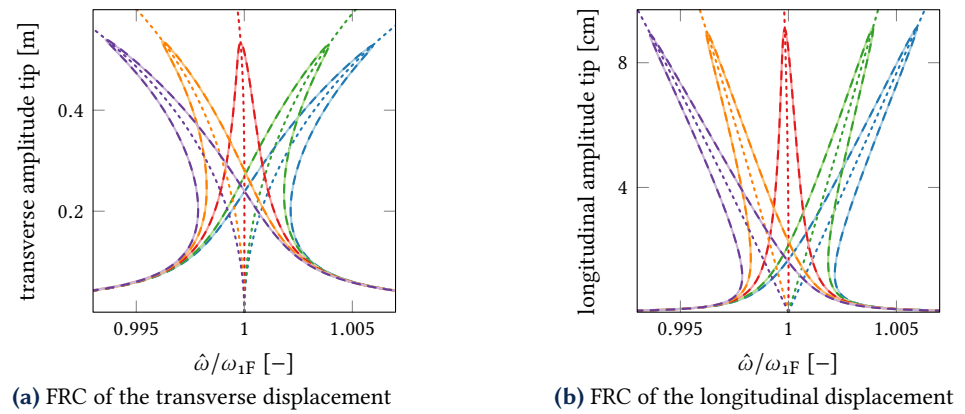 transverse amplitude tip [m]
0.4
0.2
0.995
1
1.005
ω̂/ω₁F [−]
(a) FRC of the transverse displacement
longitudinal amplitude tip [cm]
8
4
0.995
1
1.005
ω̂/ω₁F [−]
(b) FRC of the longitudinal displacement